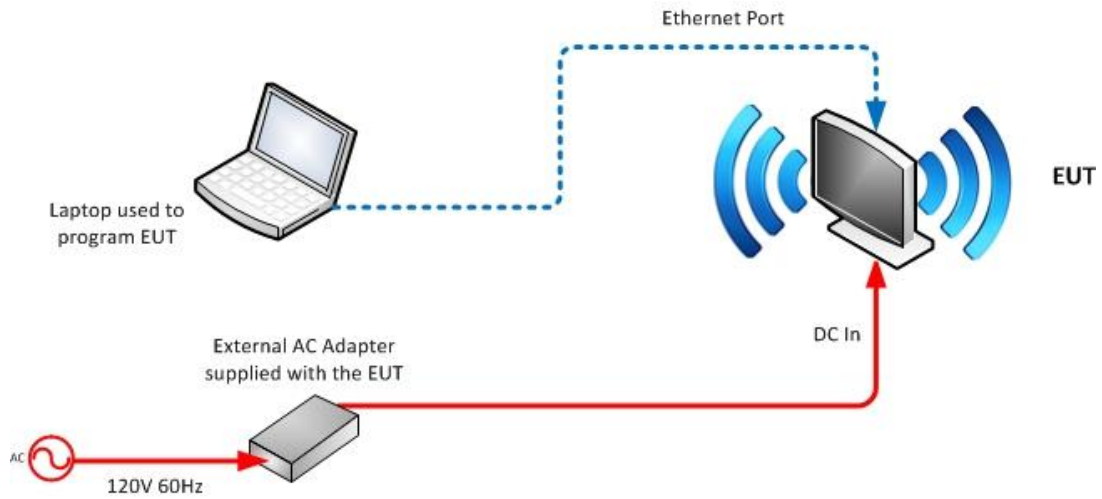 Ethernet Port
EUT
Laptop used to
program EUT
DC In
External AC Adapter
supplied with the EUT
AC
120V 60Hz